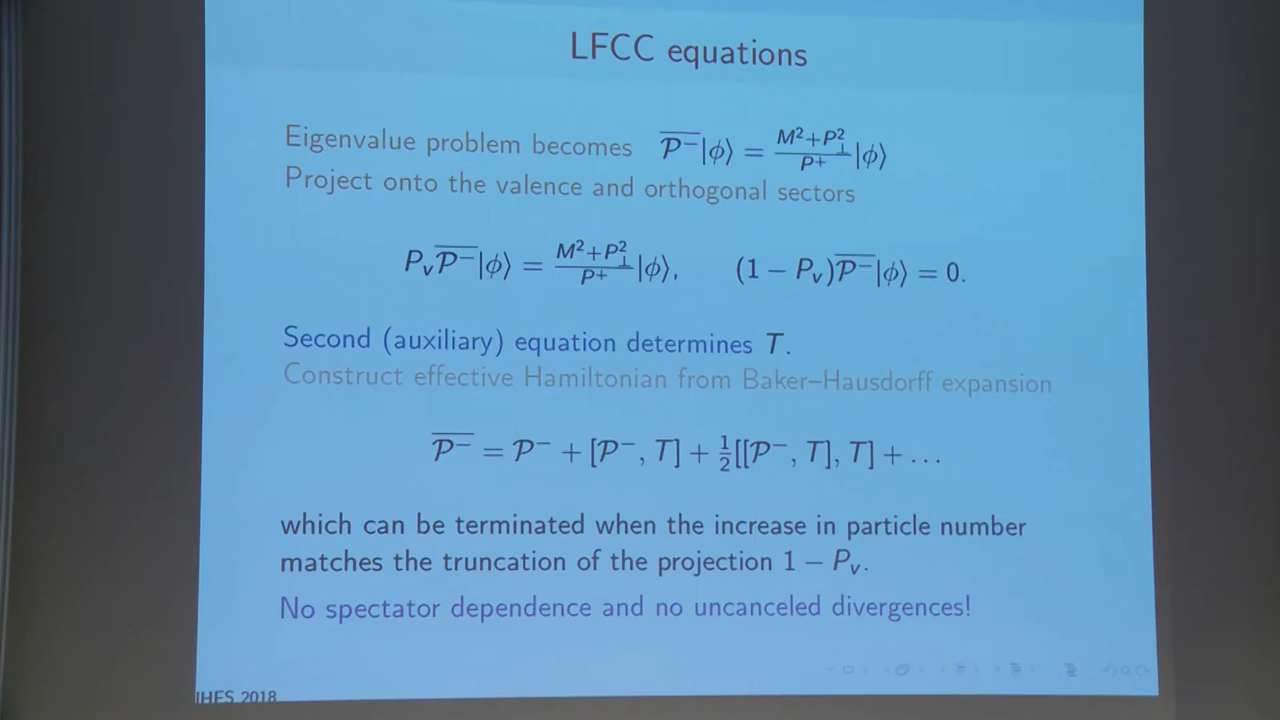 LFCC equations
Eigenvalue problem becomes $\overline{\mathcal{P}^-}|\phi\rangle = \frac{M^2+P_\perp^2}{P^+}|\phi\rangle$
Project onto the valence and orthogonal sectors
$P_v\overline{\mathcal{P}^-}|\phi\rangle = \frac{M^2+P_\perp^2}{P^+}|\phi\rangle, \quad (1 - P_v)\overline{\mathcal{P}^-}|\phi\rangle = 0.$
Second (auxiliary) equation determines $T$.
Construct effective Hamiltonian from Baker–Hausdorff expansion
$\overline{\mathcal{P}^-} = \mathcal{P}^- + [\mathcal{P}^-, T] + \frac{1}{2}[[\mathcal{P}^-, T], T] + \ldots$
which can be terminated when the increase in particle number
matches the truncation of the projection $1 - P_v$.
No spectator dependence and no uncanceled divergences!
IHES 2018